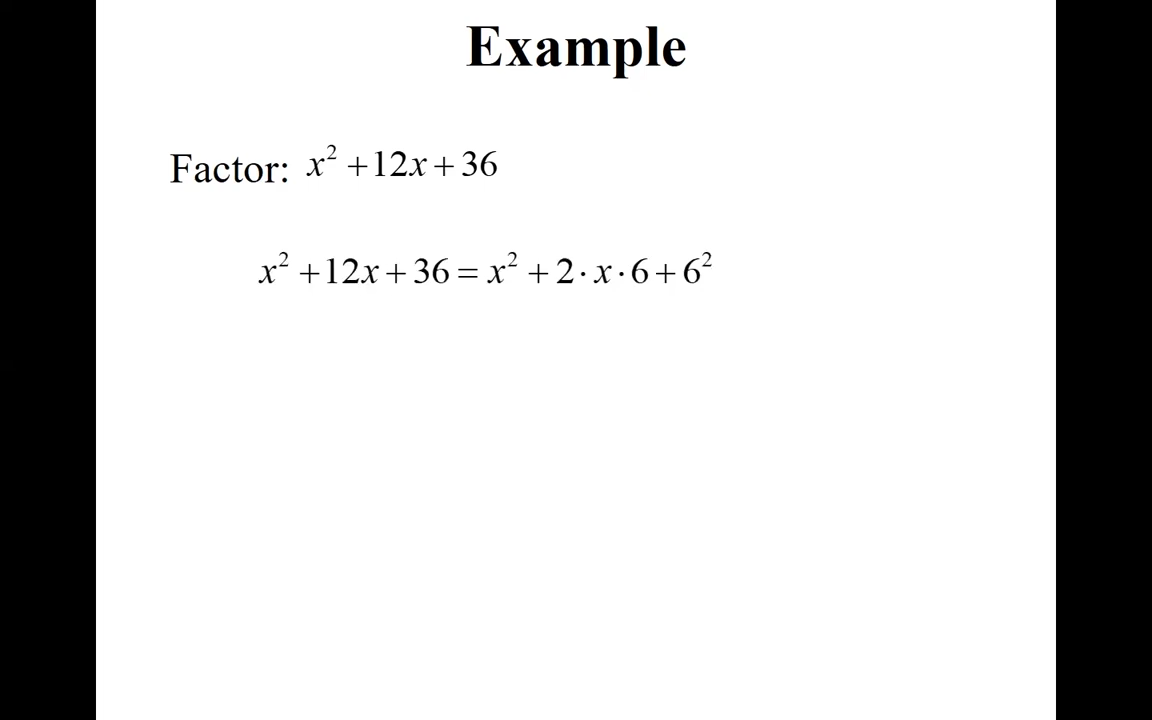 Example
Factor: x² + 12x + 36
x² + 12x + 36 = x² + 2 · x · 6 + 6²